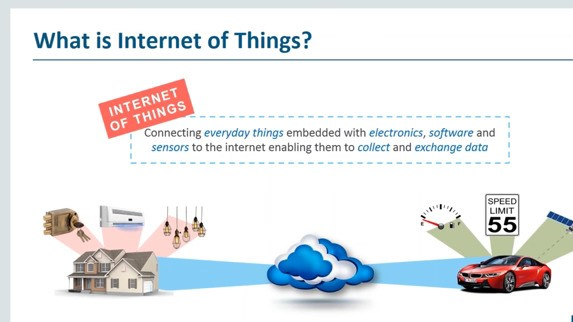 What is Internet of Things?
INTERNET
OF THINGS
Connecting everyday things embedded with electronics, software and
sensors to the internet enabling them to collect and exchange data
SPEED
LIMIT
55